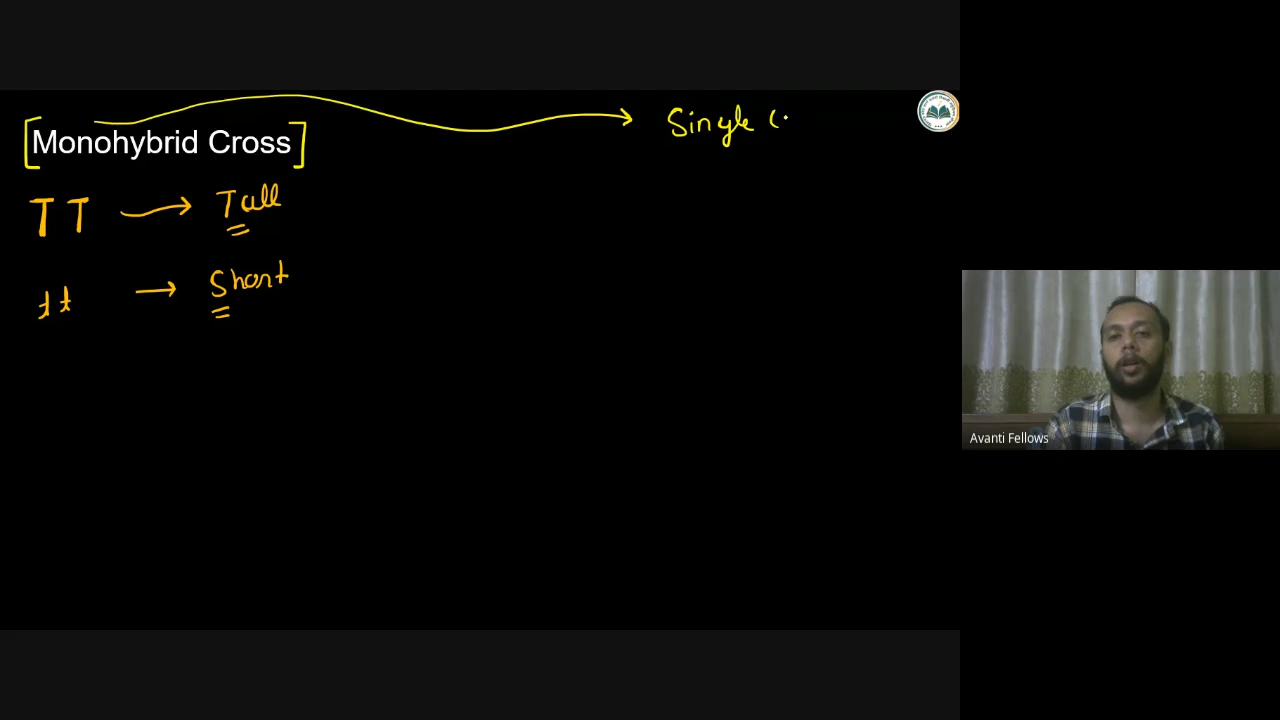 Single (
[Monohybrid Cross]
TT → Tall
tt → Short
Avanti Fellows